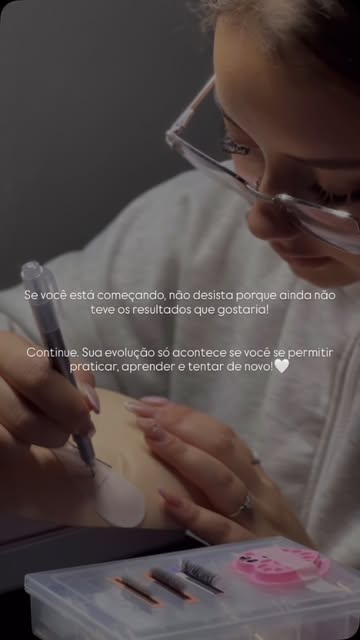 Se você está começando, não desista porque ainda não
teve os resultados que gostaria!
Continue. Sua evolução só acontece se você se permitir
praticar, aprender e tentar de novo!🤍